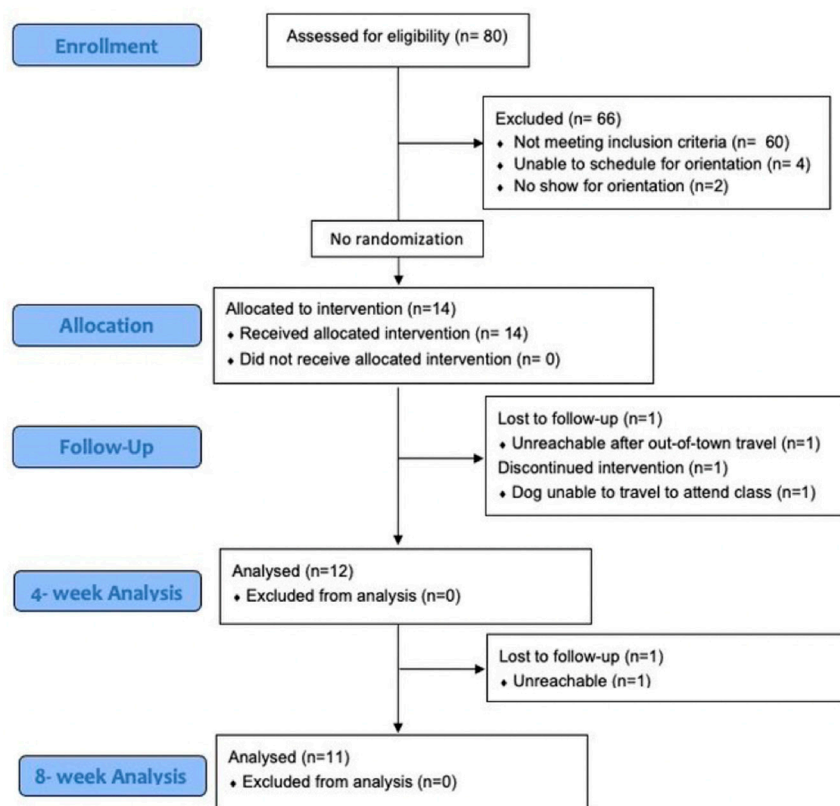 Enrollment
Assessed for eligibility (n= 80)
Excluded (n= 66)
♦ Not meeting inclusion criteria (n= 60)
♦ Unable to schedule for orientation (n= 4)
♦ No show for orientation (n=2)
No randomization
Allocation
Allocated to intervention (n=14)
♦ Received allocated intervention (n= 14)
♦ Did not receive allocated intervention (n= 0)
Follow-Up
Lost to follow-up (n=1)
♦ Unreachable after out-of-town travel (n=1)
Discontinued intervention (n=1)
♦ Dog unable to travel to attend class (n=1)
4- week Analysis
Analysed (n=12)
♦ Excluded from analysis (n=0)
Lost to follow-up (n=1)
♦ Unreachable (n=1)
8- week Analysis
Analysed (n=11)
♦ Excluded from analysis (n=0)